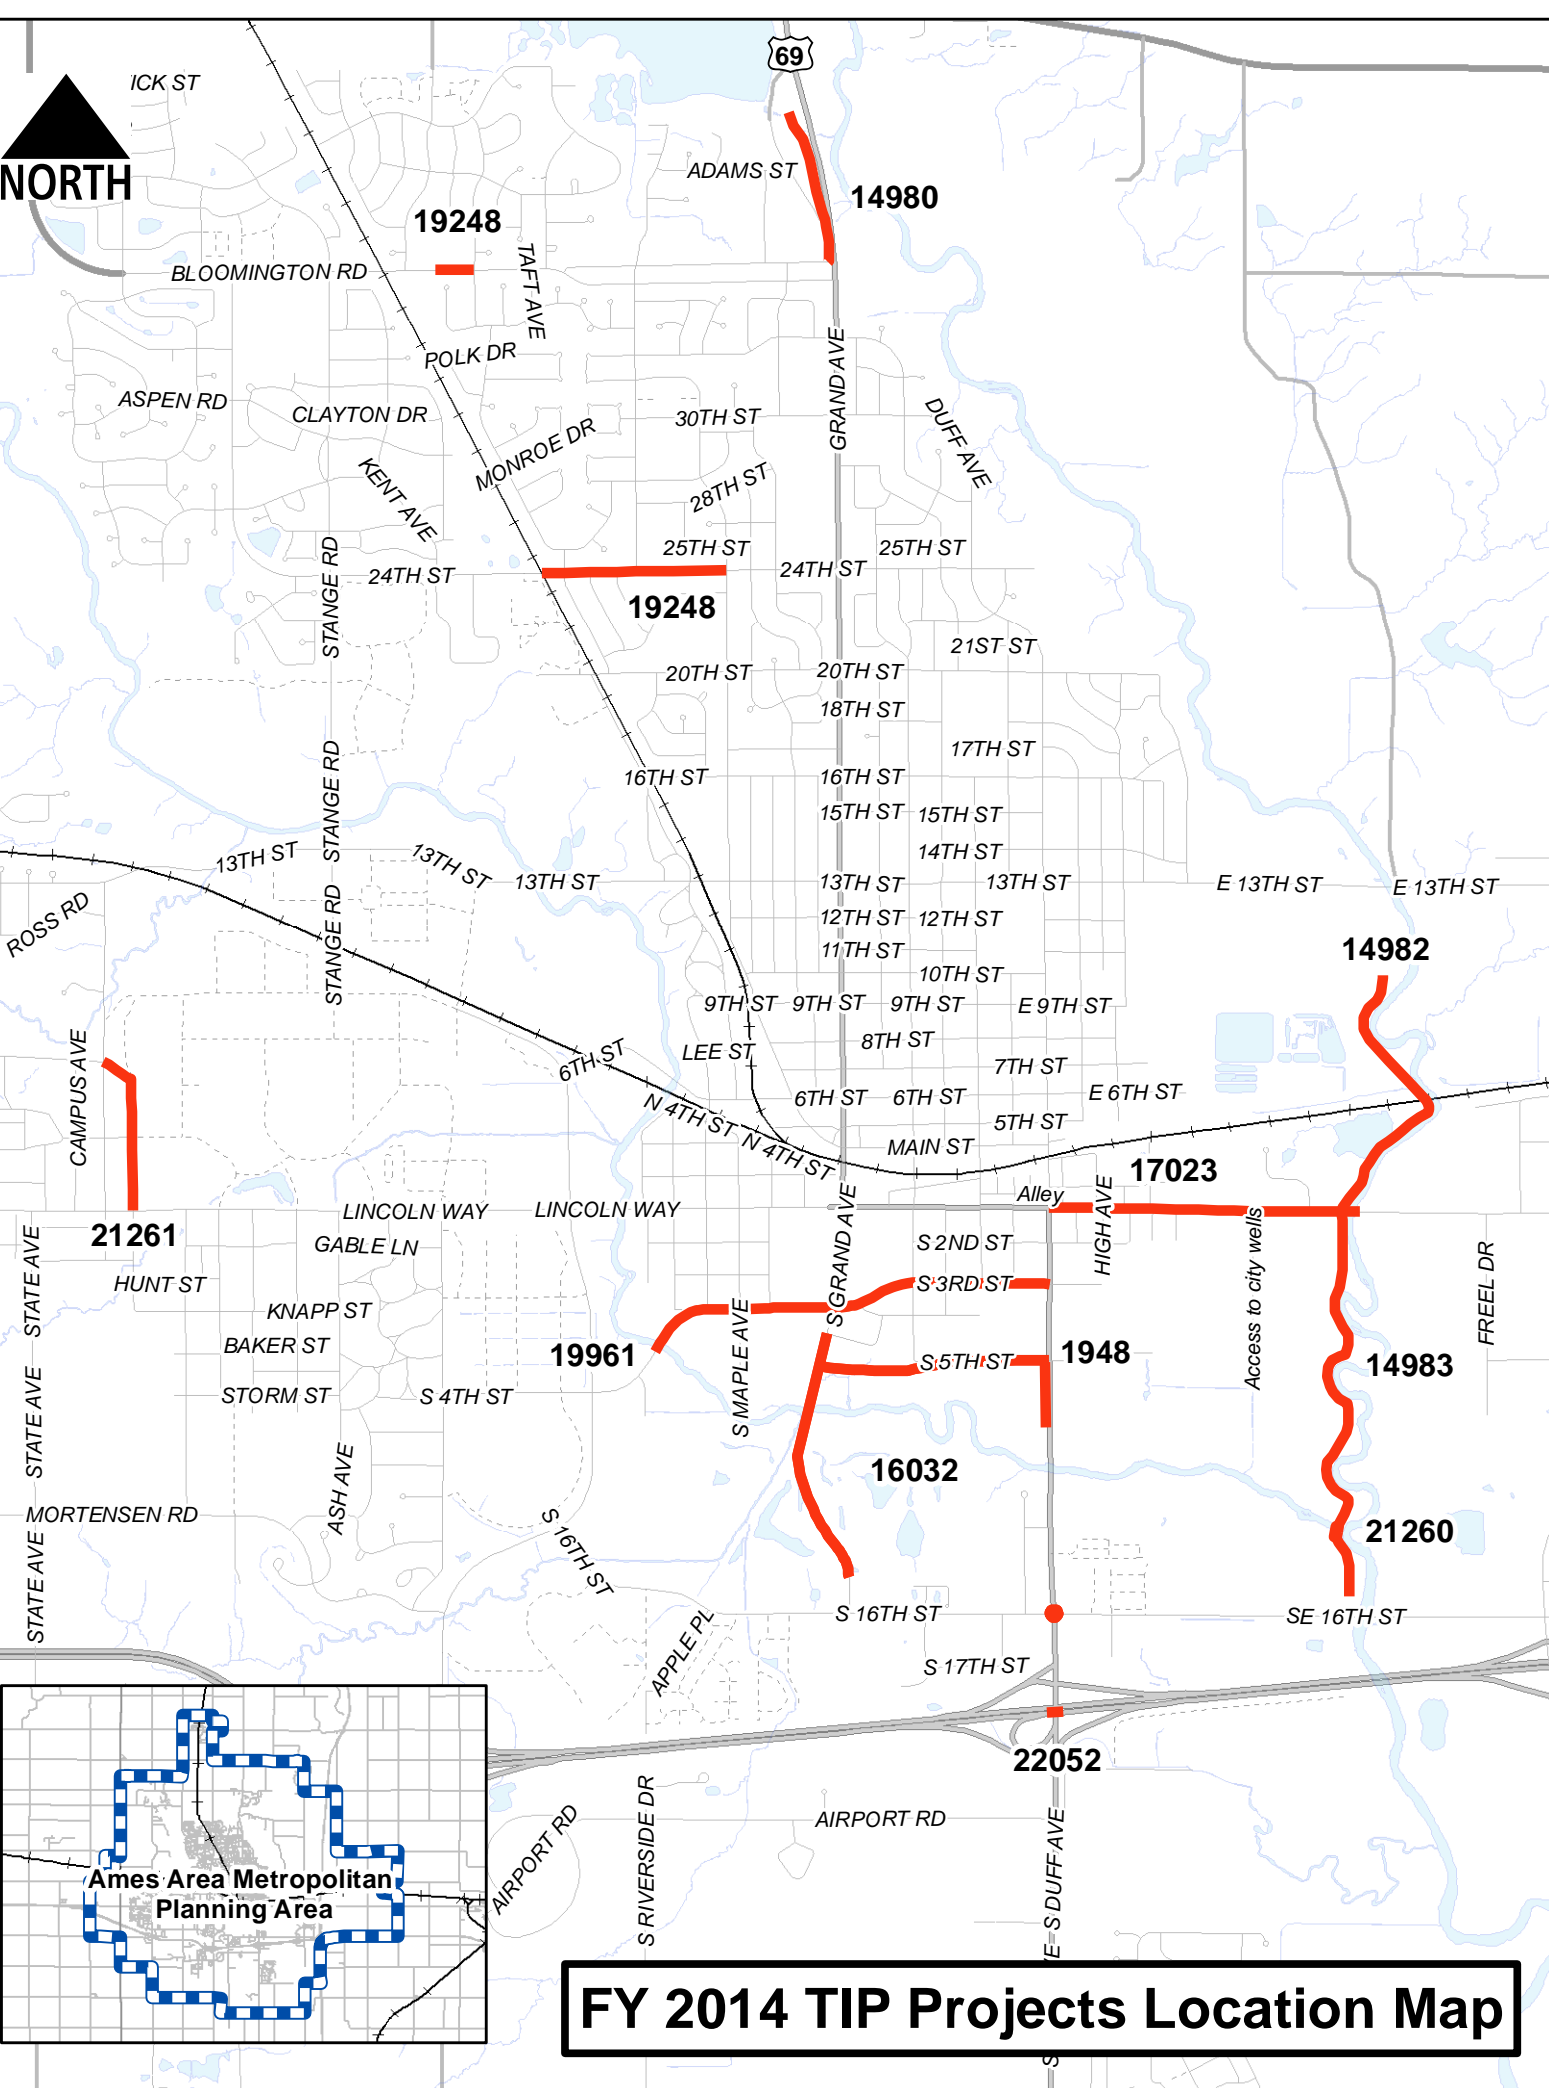 69
ICK ST
NORTH
ADAMS ST
14980
19248
TAFT AVE
BLOOMINGTON RD
GRAND AVE
POLK DR
ASPEN RD
CLAYTON DR
30TH ST
DUFF AVE
MONROE DR
KENT AVE
28TH ST
STANGE RD
25TH ST
25TH ST
24TH ST
24TH ST
19248
21ST ST
20TH ST
20TH ST
18TH ST
STANGE RD
17TH ST
16TH ST
16TH ST
15TH ST
15TH ST
13TH ST
13TH ST
14TH ST
13TH ST
13TH ST
13TH ST
E 13TH ST
E 13TH ST
ROSS RD
STANGE RD
12TH ST
12TH ST
11TH ST
14982
10TH ST
9TH ST
9TH ST
9TH ST
E 9TH ST
CAMPUS AVE
6TH ST
LEE ST
8TH ST
7TH ST
N 4TH ST
6TH ST
6TH ST
E 6TH ST
5TH ST
N 4TH ST
MAIN ST
17023
Alley
HIGH AVE
S GRAND AVE
LINCOLN WAY
LINCOLN WAY
21261
STATE AVE
GABLE LN
S 2ND ST
Access to city wells
FREEL DR
HUNT ST
S 3RD ST
KNAPP ST
BAKER ST
19961
S MAPLE AVE
S 5TH ST
1948
14983
STATE AVE
STORM ST
S 4TH ST
ASH AVE
16032
MORTENSEN RD
S 16TH ST
21260
STATE AVE
APPLE PL
S 16TH ST
SE 16TH ST
S 17TH ST
22052
S RIVERSIDE DR
AIRPORT RD
AIRPORT RD
S DUFF AVE
Ames Area Metropolitan
Planning Area
FY 2014 TIP Projects Location Map